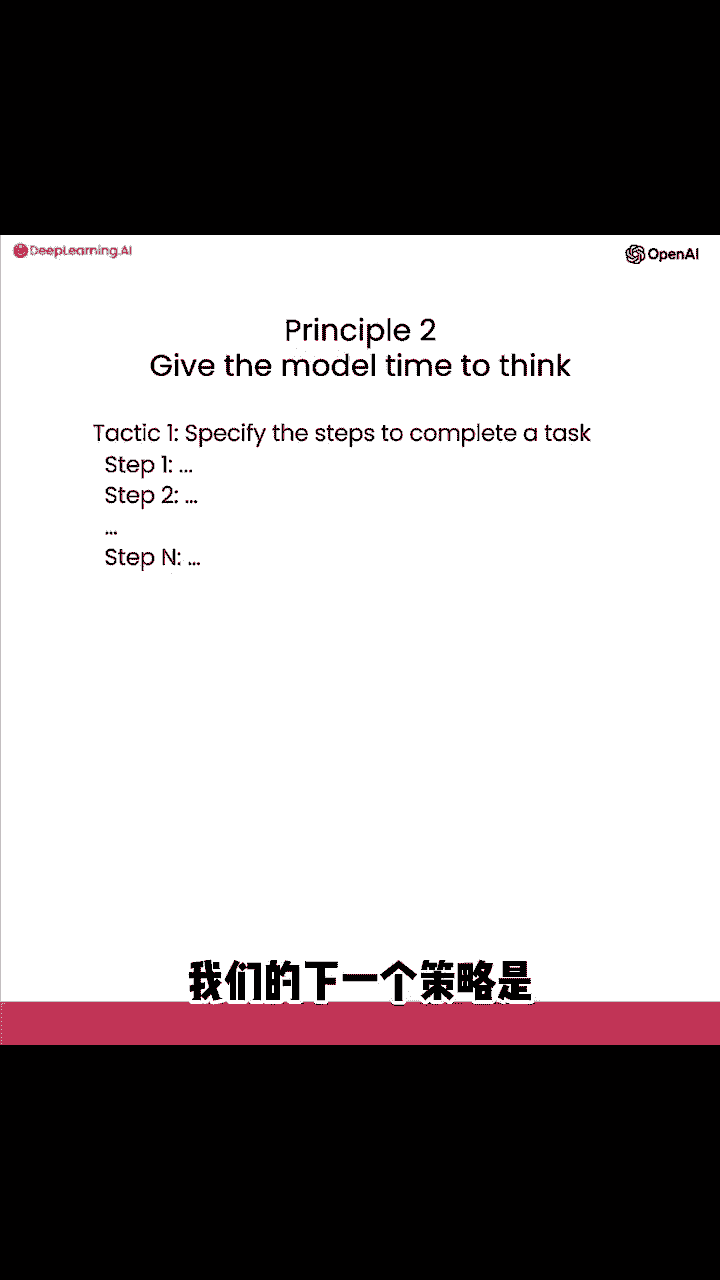 DeepLearning.AI
OpenAI
Principle 2
Give the model time to think
Tactic 1: Specify the steps to complete a task
Step 1: ...
Step 2: ...
...
Step N: ...
我们的下一个策略是